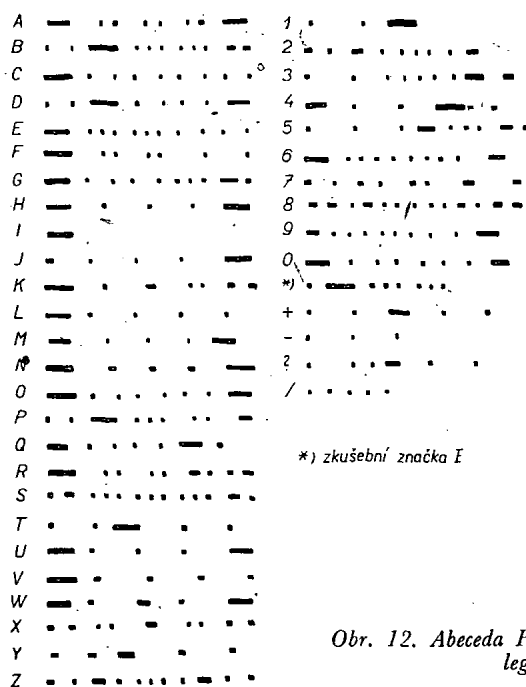 A
B
C
D
E
F
G
H
I
J
K
L
M
N
O
P
Q
R
S
T
U
V
W
X
Y
Z
1
2
3
4
5
6
7
8
9
0
*)
+
-
?
/
*) zkušební značka
Obr. 12. Abeceda